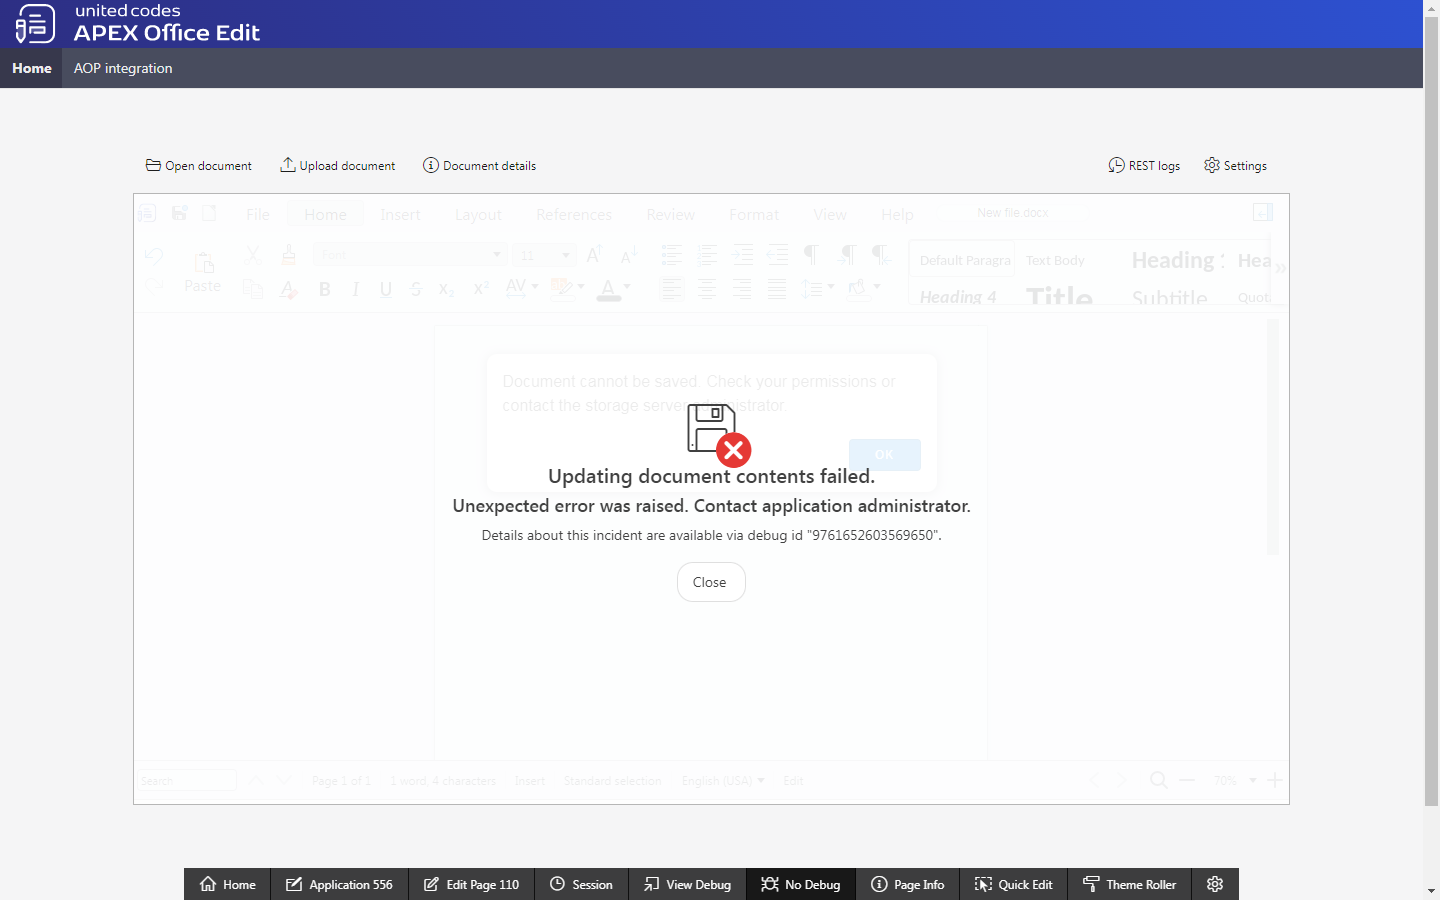 united codes
APEX Office Edit
Home
AOP integration
Open document
Upload document
Document details
REST logs
Settings
File
Home
Insert
Layout
References
Review
Format
View
Help
New file.docx
Paste
Font
11
Default Paragra
Text Body
Heading
Hea
Heading 4
Title
Subtitle
Quot
Document cannot be saved. Check your permissions or
contact the storage server administrator.
OK
Updating document contents failed.
Unexpected error was raised. Contact application administrator.
Details about this incident are available via debug id "9761652603569650".
Close
Search
Page 1 of 1
1 word, 4 characters
Insert
Standard selection
English (USA)
Edit
70%
Home
Application 556
Edit Page 110
Session
View Debug
No Debug
Page Info
Quick Edit
Theme Roller